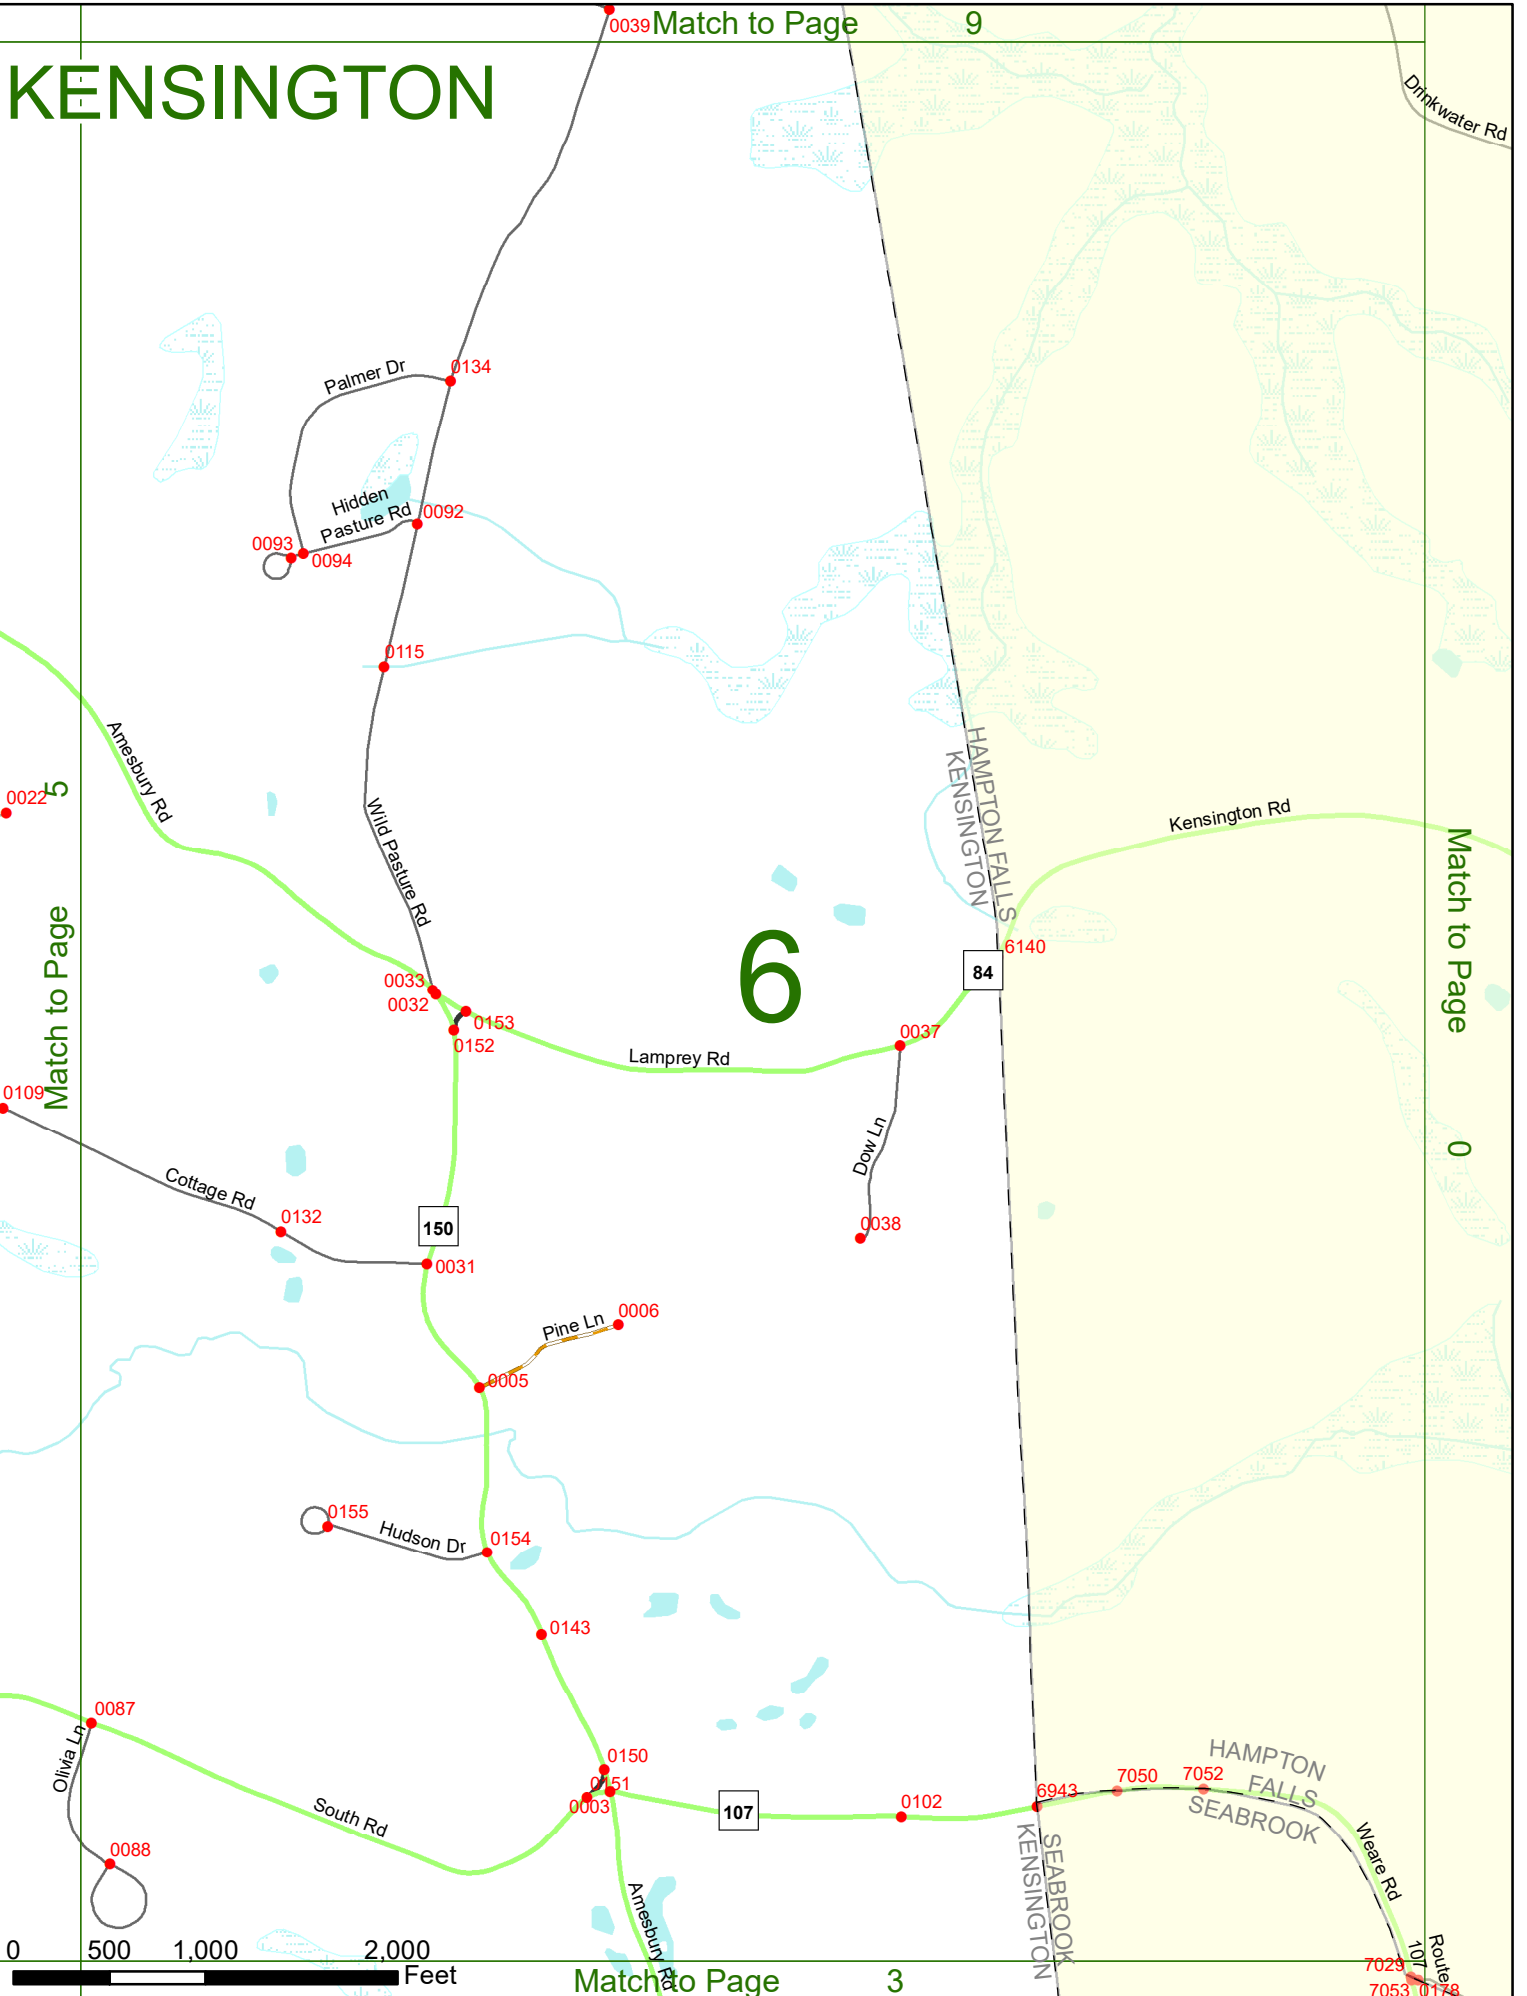 0039
Match to Page 9
KENSINGTON
Drinkwater Rd
0134
Palmer Dr
Hidden
Pasture Rd
0092
0093
0094
0115
Amesbury Rd
HAMPTON FALLS
KENSINGTON
0022
5
Match to Page
Wild Pasture Rd
Kensington Rd
Match to Page
0
6
6140
84
0033
0032
0153
0152
0037
Lamprey Rd
0109
Dow Ln
Cottage Rd
0132
150
0038
0031
0006
Pine Ln
0005
0155
Hudson Dr
0154
0143
0087
Olivia Ln
0150
0151
0003
107
0102
6943
7050
7052
HAMPTON
FALLS
SEABROOK
South Rd
SEABROOK
KENSINGTON
Weare Rd
0088
Amesbury Rd
0 500 1,000 2,000
Feet
Match to Page 3
Route
107
7029
7053
0178